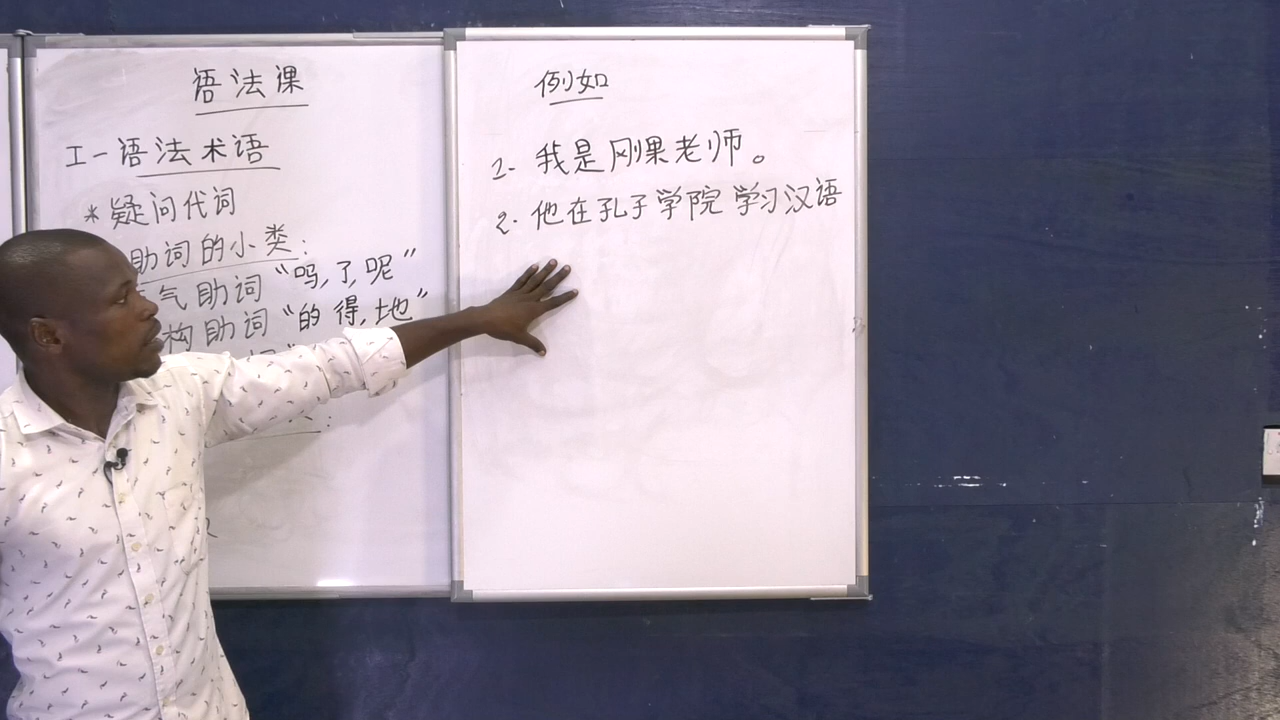 语法课
I-语法术语
*疑问代词
助词的小类:
气助词 "吗,了,呢"
构助词 "的 得,地"
例如
1. 我是刚果老师。
2. 他在孔子学院 学习汉语